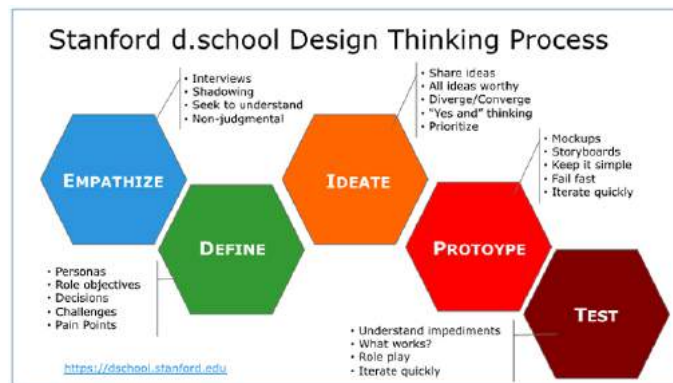 Stanford d.school Design Thinking Process
• Interviews
• Shadowing
• Seek to understand
• Non-judgmental
• Share ideas
• All ideas worthy
• Diverge/Converge
• "Yes and" thinking
• Prioritize
• Mockups
• Storyboards
• Keep it simple
• Fail fast
• Iterate quickly
EMPATHIZE
DEFINE
IDEATE
PROTOYPE
TEST
• Personas
• Role objectives
• Decisions
• Challenges
• Pain Points
• Understand impediments
• What works?
• Role play
• Iterate quickly
https://dschool.stanford.edu